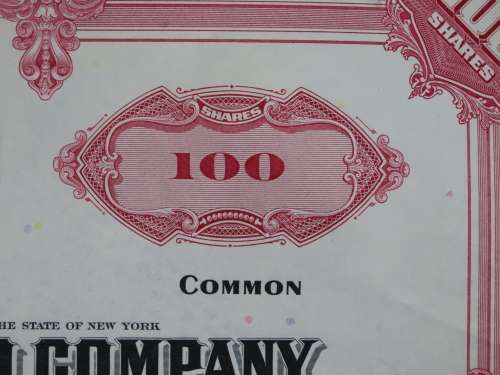 SHARES
SHARES
100
COMMON
THE STATE OF NEW YORK
COMPANY